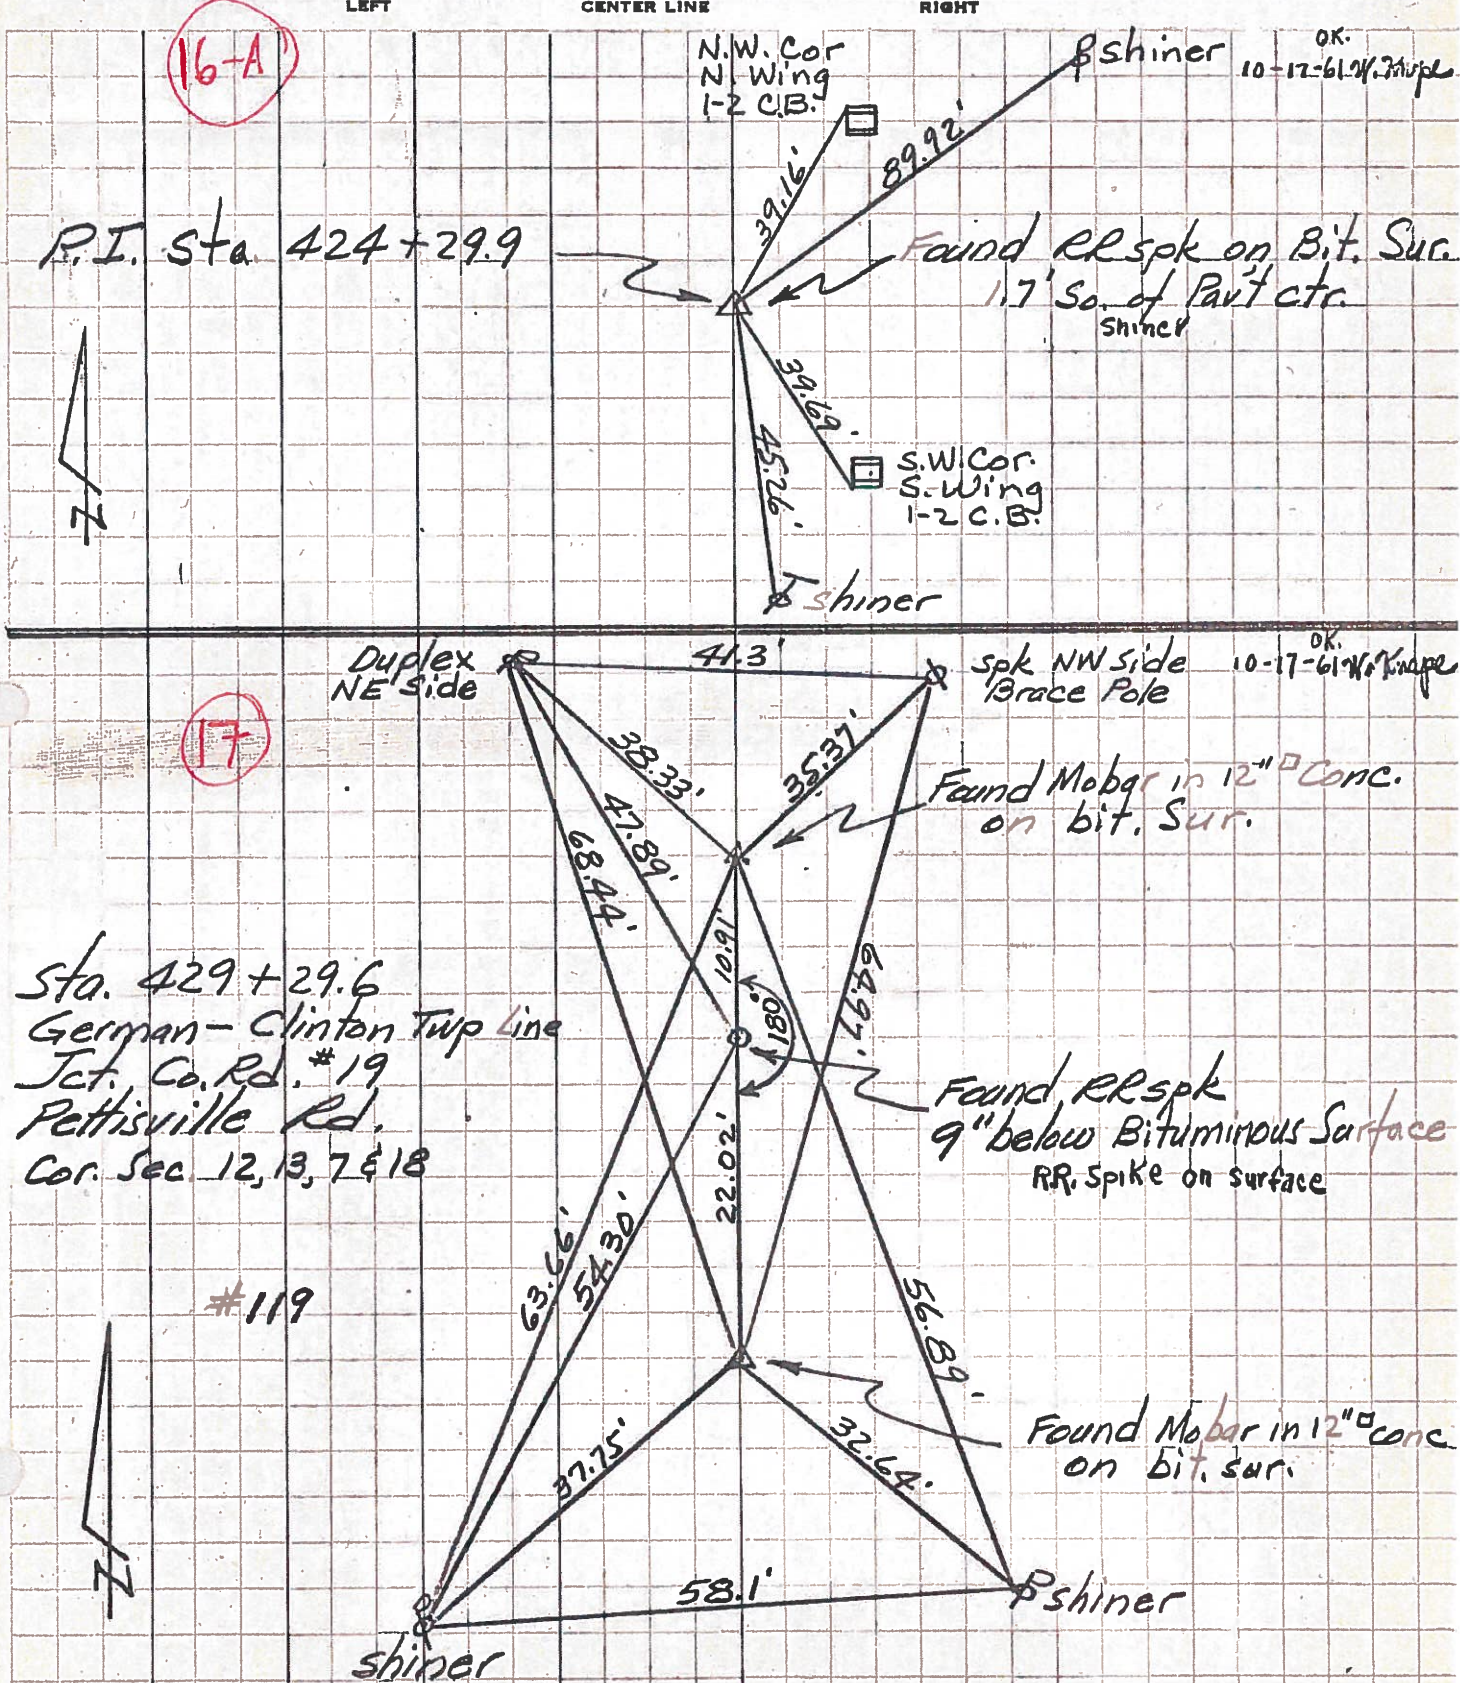 LEFT CENTER LINE RIGHT
16-A
N.W. Cor
N. Wing
1-2 C.B.
shiner
OK.
10-17-61 W. Knape
39.16'
89.92'
P.I. Sta. 424+29.9
Found RRspk on Bit. Sur.
1.7' So. of Pav't ctr.
shiner
39.69'
45.26'
S.W. Cor.
S. Wing
1-2 C.B.
N
shiner
Duplex
NE Side
41.3'
spk NW Side
Brace Pole
OK.
10-17-61 W. Knape
17
38.33'
35.37'
47.89'
68.44'
Found Mobar in 12"□ Conc.
on bit. Sur.
10.91'
64.97'
180°
Sta. 429+29.6
German-Clinton Twp Line
Jct. Co. Rd. #19
Pettisville Rd.
Cor. Sec. 12, 13, 7 & 18
Found RRspk
9" below Bituminous Surface
RR. Spike on surface
22.02'
63.66'
54.30'
#119
56.89'
37.75'
32.64'
Found Mobar in 12"□ conc
on bit. sur.
N
58.1'
shiner
shiner